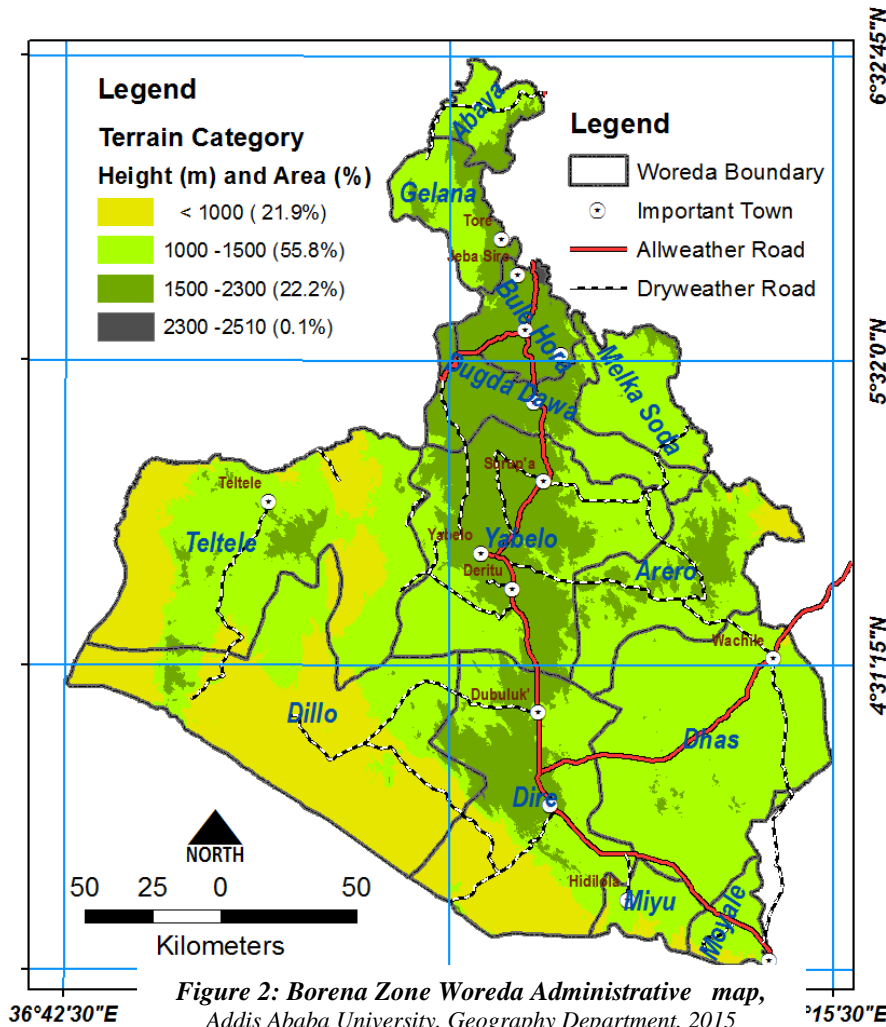 Legend
Terrain Category
Height (m) and Area (%)
< 1000 ( 21.9%)
1000 -1500 (55.8%)
1500 -2300 (22.2%)
2300 -2510 (0.1%)
Legend
Woreda Boundary
Important Town
Allweather Road
Dryweather Road
Abaya
Gelana
Tore
Jeba Sire
Bule Hora
Melka Soda
Dawa
Surup'a
Teltele
Teltele
Yabelo
Yabelo
Deritu
Arero
Wachile
Dubuluk'
Dillo
Dhas
Dire
Hidilola
Miyu
Moyale
NORTH
50 25 0 50
Kilometers
6°32'45"N
5°32'0"N
4°31'15"N
36°42'30"E
°15'30"E
Figure 2: Borena Zone Woreda Administrative map,
Addis Ababa University, Geography Department, 2015